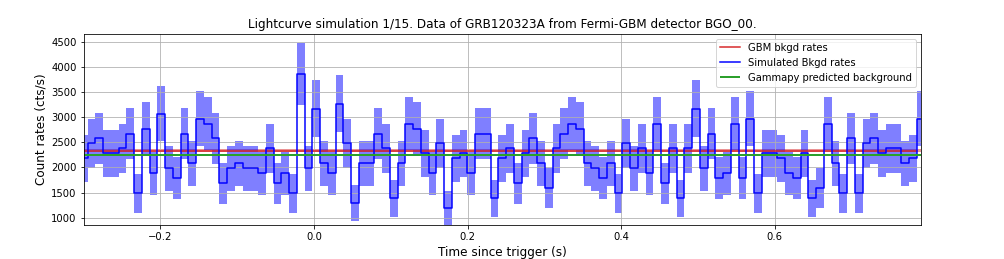 Lightcurve simulation 1/15. Data of GRB120323A from Fermi-GBM detector BGO_00.
4500
4000
3500
3000
2500
2000
1500
1000
Count rates (cts/s)
GBM bkgd rates
Simulated Bkgd rates
Gammapy predicted background
−0.2 0.0 0.2 0.4 0.6
Time since trigger (s)